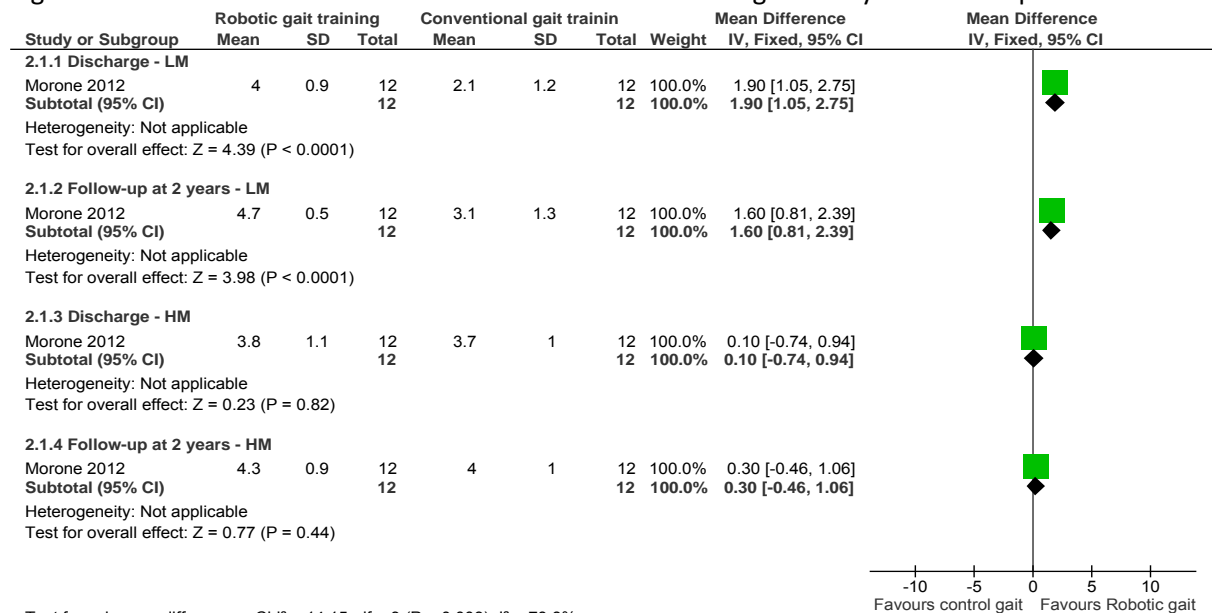 Robotic gait training Conventional gait trainin Mean Difference Mean Difference
Study or Subgroup Mean SD Total Mean SD Total Weight IV, Fixed, 95% CI IV, Fixed, 95% CI
2.1.1 Discharge - LM
Morone 2012 4 0.9 12 2.1 1.2 12 100.0% 1.90 [1.05, 2.75]
Subtotal (95% CI) 12 12 100.0% 1.90 [1.05, 2.75]
Heterogeneity: Not applicable
Test for overall effect: Z = 4.39 (P < 0.0001)
2.1.2 Follow-up at 2 years - LM
Morone 2012 4.7 0.5 12 3.1 1.3 12 100.0% 1.60 [0.81, 2.39]
Subtotal (95% CI) 12 12 100.0% 1.60 [0.81, 2.39]
Heterogeneity: Not applicable
Test for overall effect: Z = 3.98 (P < 0.0001)
2.1.3 Discharge - HM
Morone 2012 3.8 1.1 12 3.7 1 12 100.0% 0.10 [-0.74, 0.94]
Subtotal (95% CI) 12 12 100.0% 0.10 [-0.74, 0.94]
Heterogeneity: Not applicable
Test for overall effect: Z = 0.23 (P = 0.82)
2.1.4 Follow-up at 2 years - HM
Morone 2012 4.3 0.9 12 4 1 12 100.0% 0.30 [-0.46, 1.06]
Subtotal (95% CI) 12 12 100.0% 0.30 [-0.46, 1.06]
Heterogeneity: Not applicable
Test for overall effect: Z = 0.77 (P = 0.44)
-10 -5 0 5 10
Favours control gait Favours Robotic gait